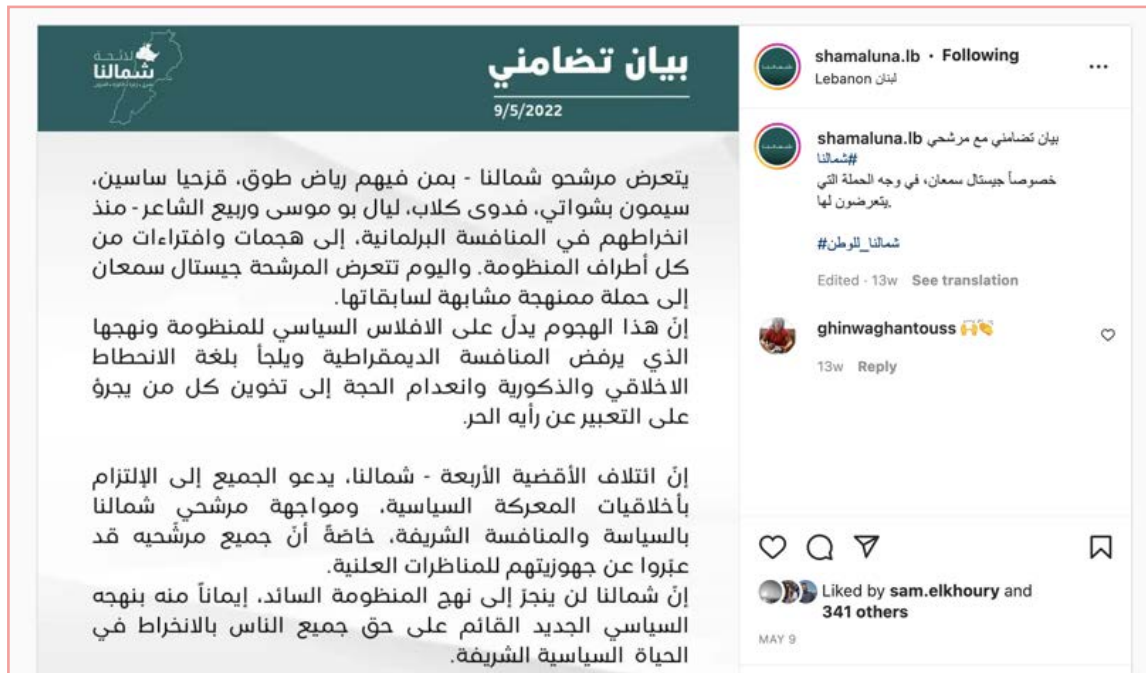 لائحة
شمالنا
بيان تضامني
9/5/2022
يتعرض مرشحو شمالنا - بمن فيهم رياض طوق، قزحيا ساسين،
سيمون بشواتي، فدوى كلاب، ليال بو موسى وربيع الشاعر - منذ
انخراطهم في المنافسة البرلمانية، إلى هجمات وافتراءات من
كل أطراف المنظومة. واليوم تتعرض المرشحة جيستال سمعان
إلى حملة ممنهجة مشابهة لسابقاتها.
إنّ هذا الهجوم يدلّ على الافلاس السياسي للمنظومة ونهجها
الذي يرفض المنافسة الديمقراطية ويلجأ بلغة الانحطاط
الاخلاقي والذكورية وانعدام الحجة إلى تخوين كل من يجرؤ
على التعبير عن رأيه الحر.
إنّ ائتلاف الأقضية الأربعة - شمالنا، يدعو الجميع إلى الإلتزام
بأخلاقيات المعركة السياسية، ومواجهة مرشحي شمالنا
بالسياسة والمنافسة الشريفة، خاصّةً أنّ جميع مرشّحيه قد
عبّروا عن جهوزيتهم للمناظرات العلنية.
إنّ شمالنا لن ينجرّ إلى نهج المنظومة السائد، إيماناً منه بنهجه
السياسي الجديد القائم على حق جميع الناس بالانخراط في
الحياة السياسية الشريفة.
shamaluna.lb • Following
Lebanon لبنان
shamaluna.lb بيان تضامني مع مرشحي
#شمالنا
خصوصاً جيستال سمعان، في وجه الحملة التي
يتعرضون لها.
#شمالنا_للوطن
Edited · 13w See translation
ghinwaghantouss 🙌👏
13w Reply
Liked by sam.elkhoury and
341 others
MAY 9